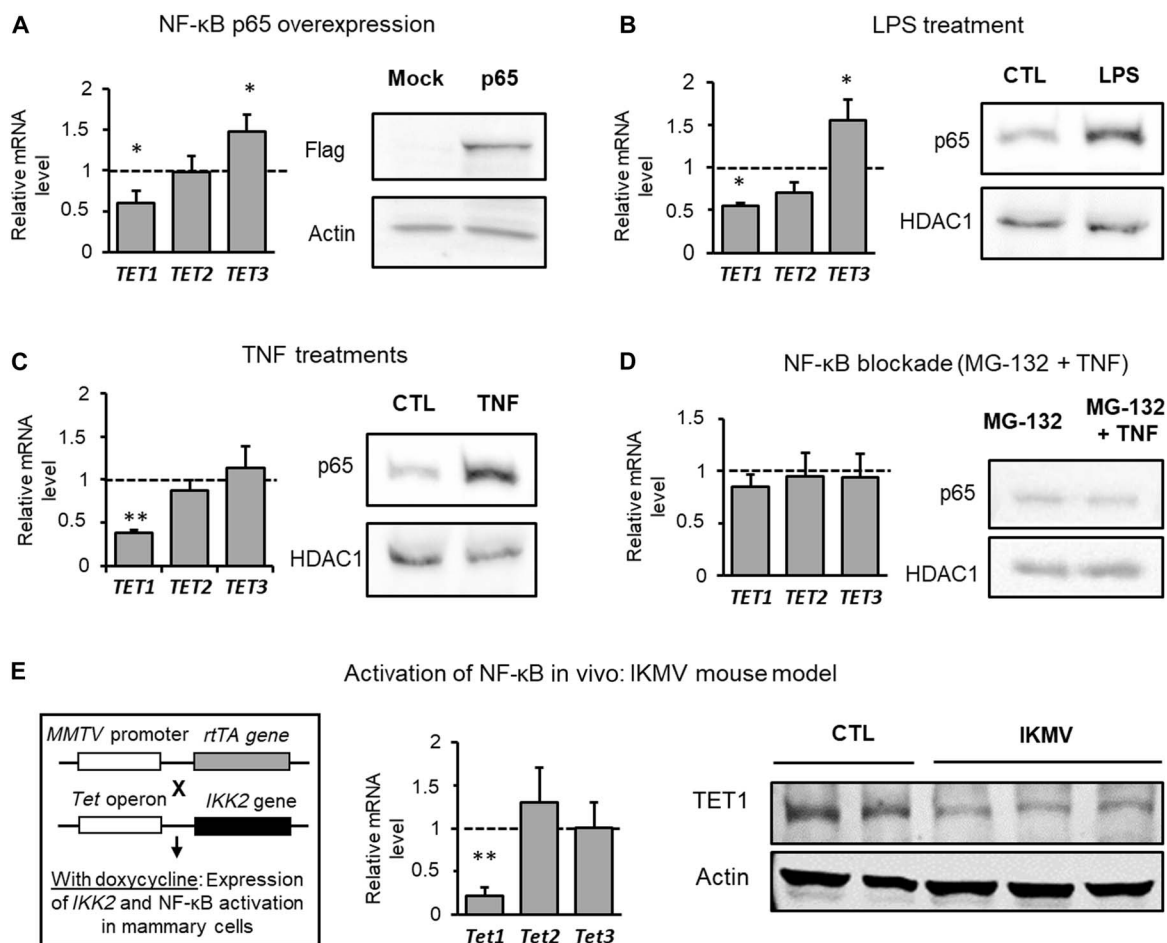 A
NF-κB p65 overexpression
Relative mRNA
level
2
1.5
1
0.5
0
*
*
TET1 TET2 TET3
Mock p65
Flag
Actin
B
LPS treatment
Relative mRNA
level
2
1.5
1
0.5
0
*
*
TET1 TET2 TET3
CTL LPS
p65
HDAC1
C
TNF treatments
Relative mRNA
level
2
1.5
1
0.5
0
**
TET1 TET2 TET3
CTL TNF
p65
HDAC1
D
NF-κB blockade (MG-132 + TNF)
Relative mRNA
level
1.5
1
0.5
0
TET1 TET2 TET3
MG-132 MG-132
+ TNF
p65
HDAC1
E
Activation of NF-κB in vivo: IKMV mouse model
MMTV promoter rtTA gene
X
Tet operon IKK2 gene
With doxycycline: Expression
of IKK2 and NF-κB activation
in mammary cells
Relative mRNA
level
2
1.5
1
0.5
0
**
Tet1 Tet2 Tet3
CTL IKMV
TET1
Actin